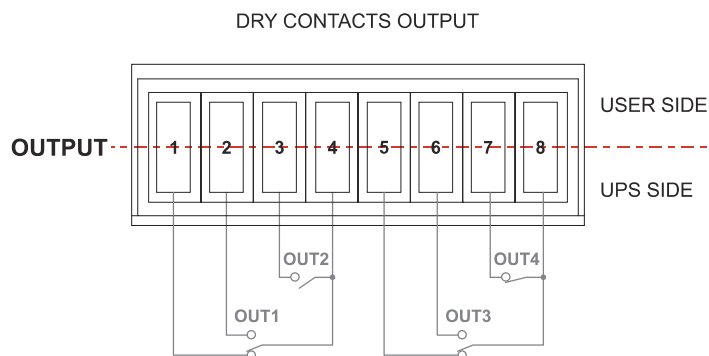 DRY CONTACTS OUTPUT
USER SIDE
OUTPUT 1 2 3 4 5 6 7 8
UPS SIDE
OUT2 OUT4
OUT1 OUT3